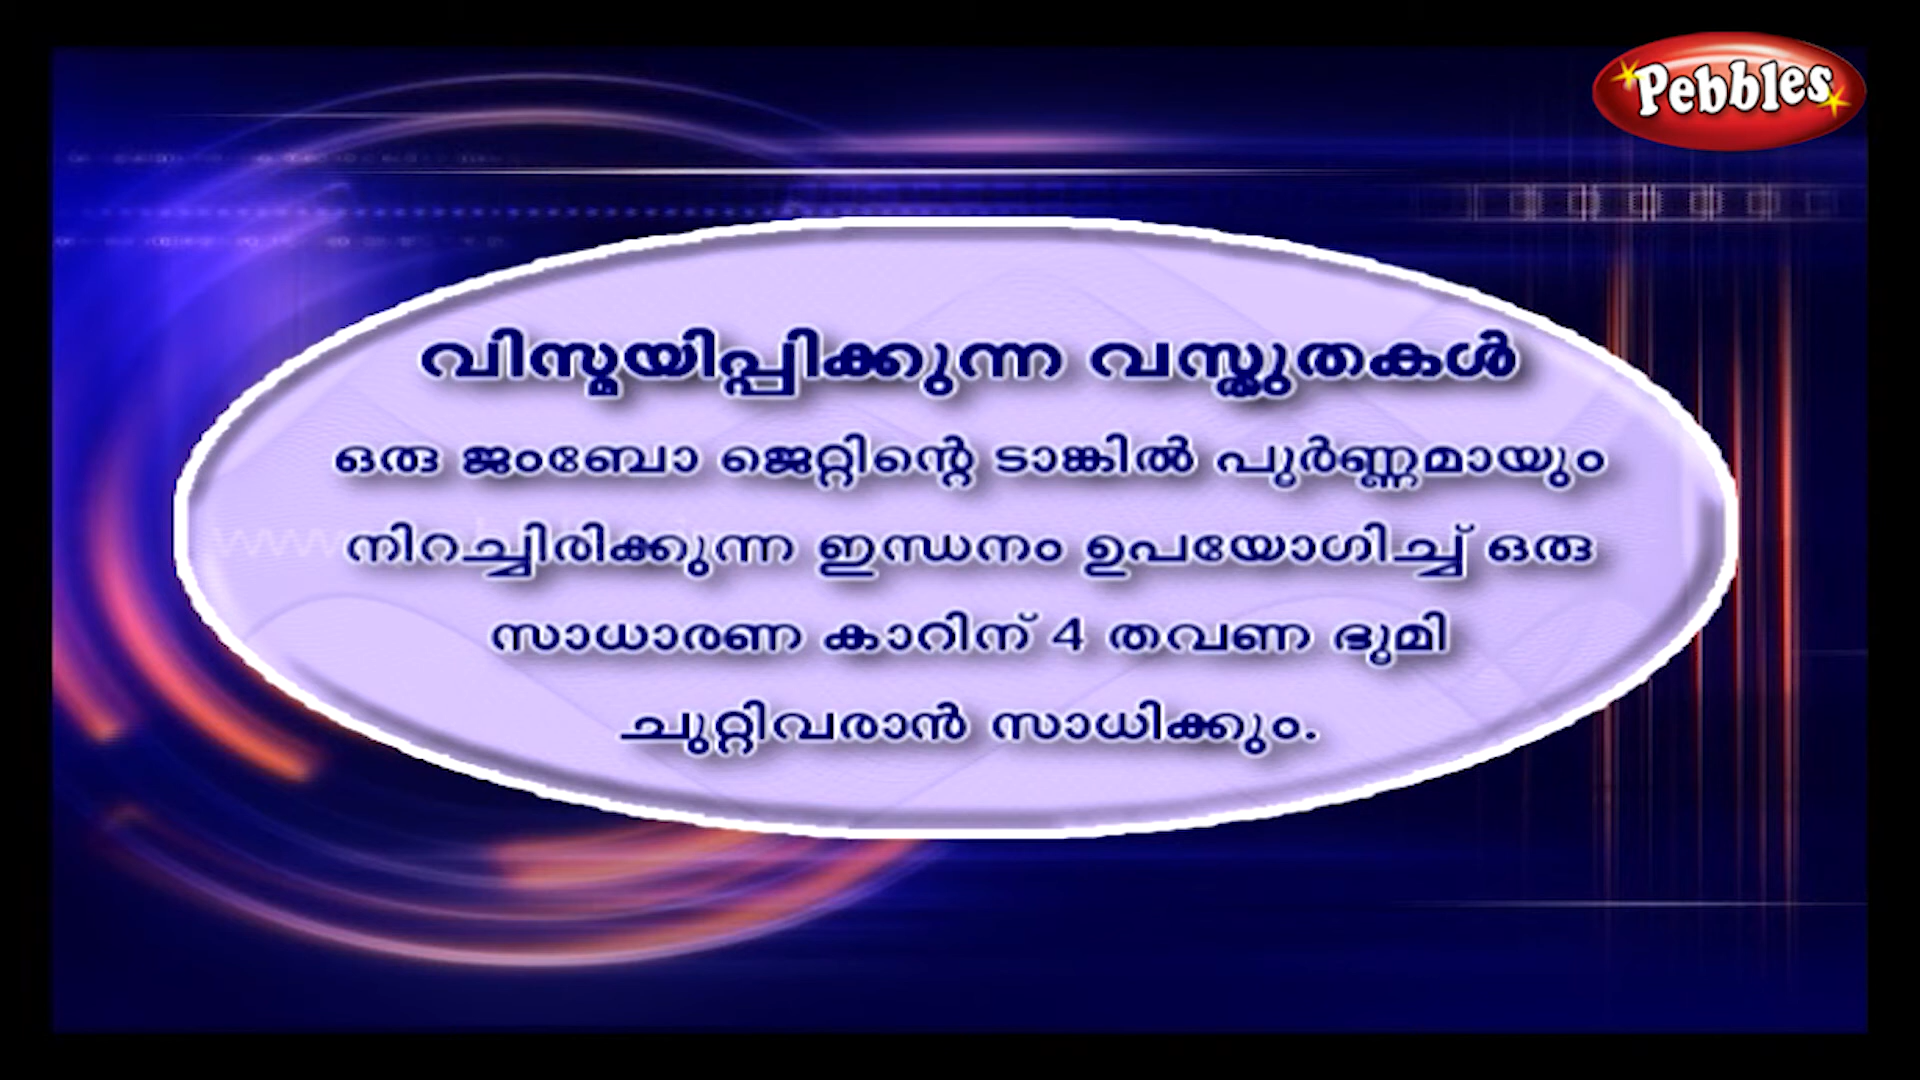 Pebbles
വിസ്മയിപ്പിക്കുന്ന വസ്തുതകൾ
ഒരു ജംബോ ജെറ്റിന്റെ ടാങ്കിൽ പുർണ്ണമായും
നിറച്ചിരിക്കുന്ന ഇന്ധനം ഉപയോഗിച്ച് ഒരു
സാധാരണ കാറിന് 4 തവണ ഭുമി
ചുറ്റിവരാൻ സാധിക്കും.